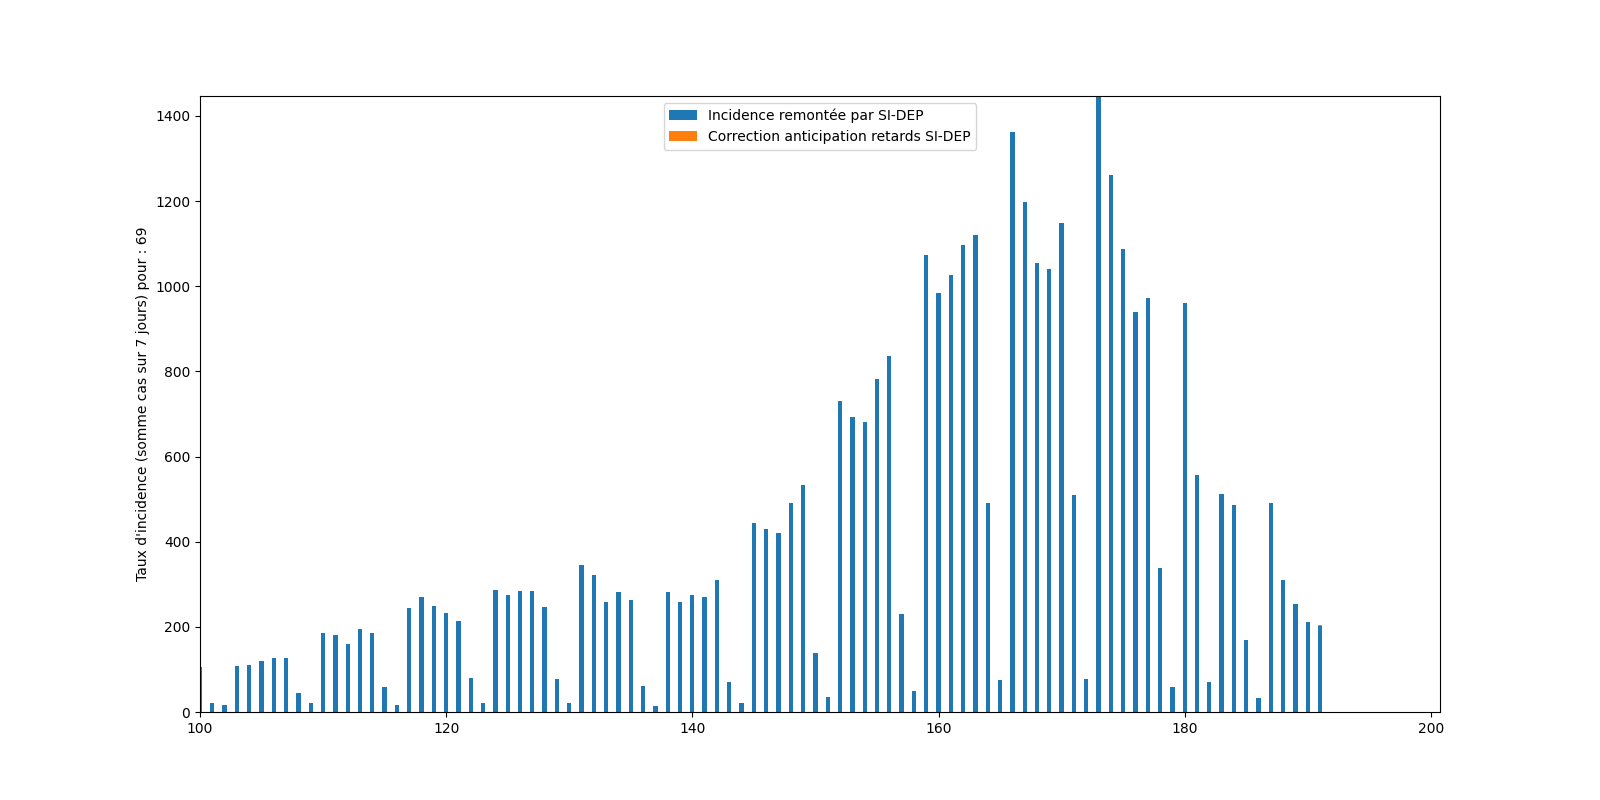 Incidence remontée par SI-DEP
Correction anticipation retards SI-DEP
Taux d'incidence (somme cas sur 7 jours) pour : 69
1400
1200
1000
800
600
400
200
0
100 120 140 160 180 200